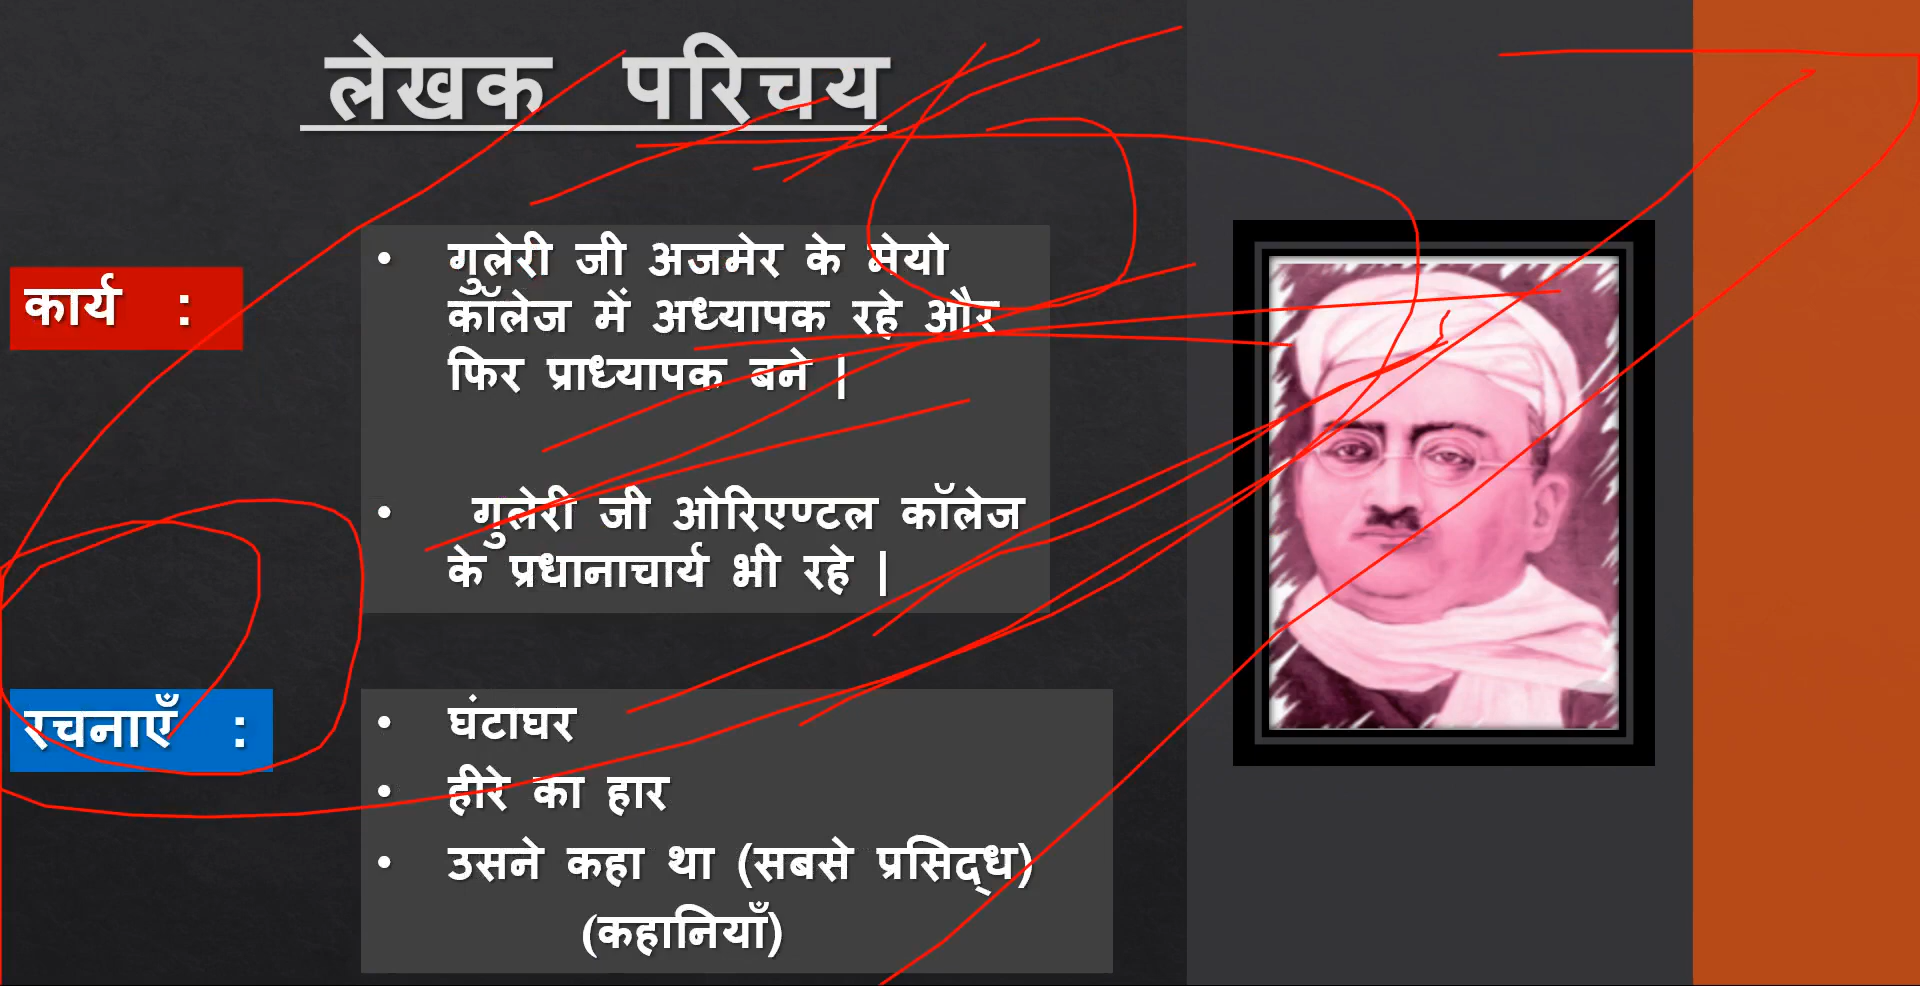 लेखक परिचय
कार्य :
• गुलेरी जी अजमेर के मेयो
कॉलेज में अध्यापक रहे और
फिर प्राध्यापक बने |
• गुलेरी जी ओरिएण्टल कॉलेज
के प्रधानाचार्य भी रहे |
रचनाएँ :
• घंटाघर
• हीरे का हार
• उसने कहा था (सबसे प्रसिद्ध)
(कहानियाँ)